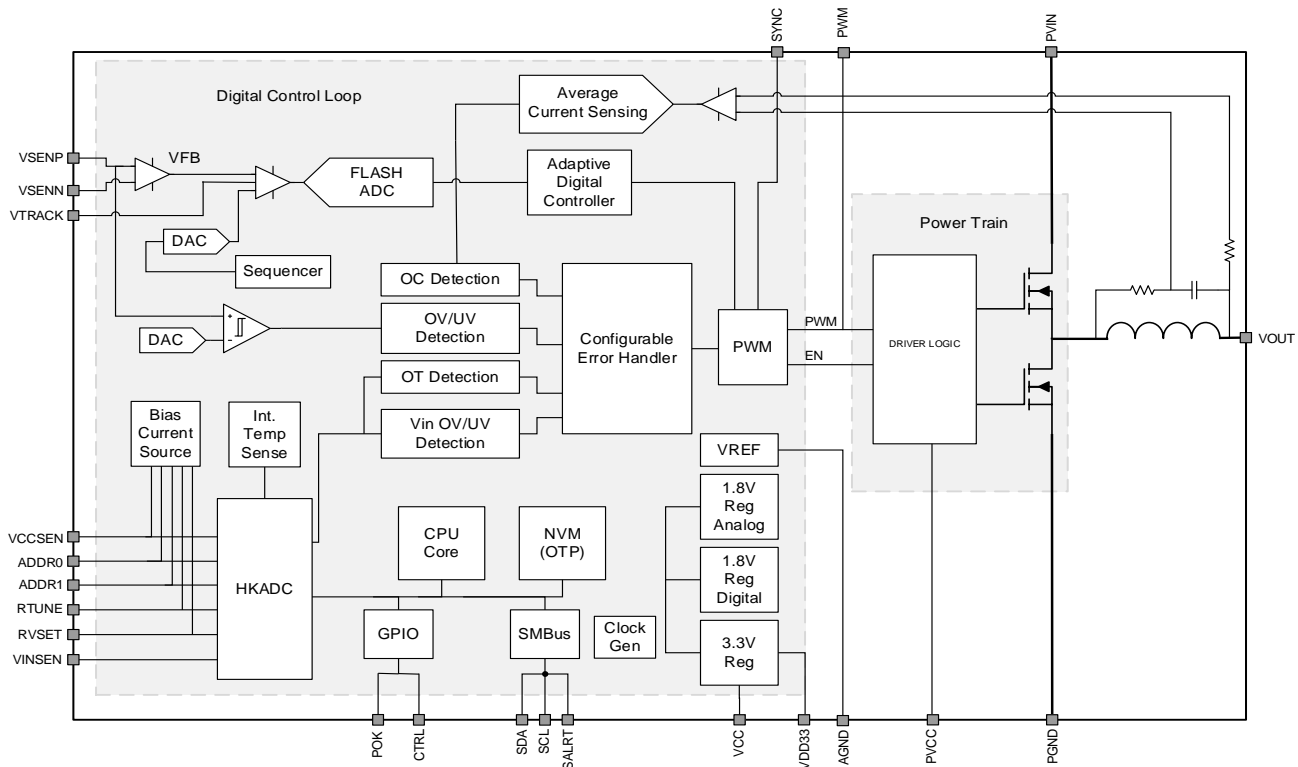 SYNC
PWM
PVIN
Digital Control Loop
Average
Current Sensing
VSENP
VFB
VSENN
FLASH
ADC
Adaptive
Digital
Controller
VTRACK
Power Train
DAC
Sequencer
OC Detection
OV/UV
Detection
Configurable
Error Handler
DAC
+
-
PWM
PWM
EN
DRIVER LOGIC
VOUT
OT Detection
Vin OV/UV
Detection
Bias
Current
Source
Int.
Temp
Sense
VREF
1.8V
Reg
Analog
VCCSEN
ADDR0
ADDR1
RTUNE
RVSET
VINSEN
HKADC
CPU
Core
NVM
(OTP)
1.8V
Reg
Digital
GPIO
SMBus
Clock
Gen
3.3V
Reg
POK
CTRL
SDA
SCL
SALRT
VCC
VDD33
AGND
PVCC
PGND